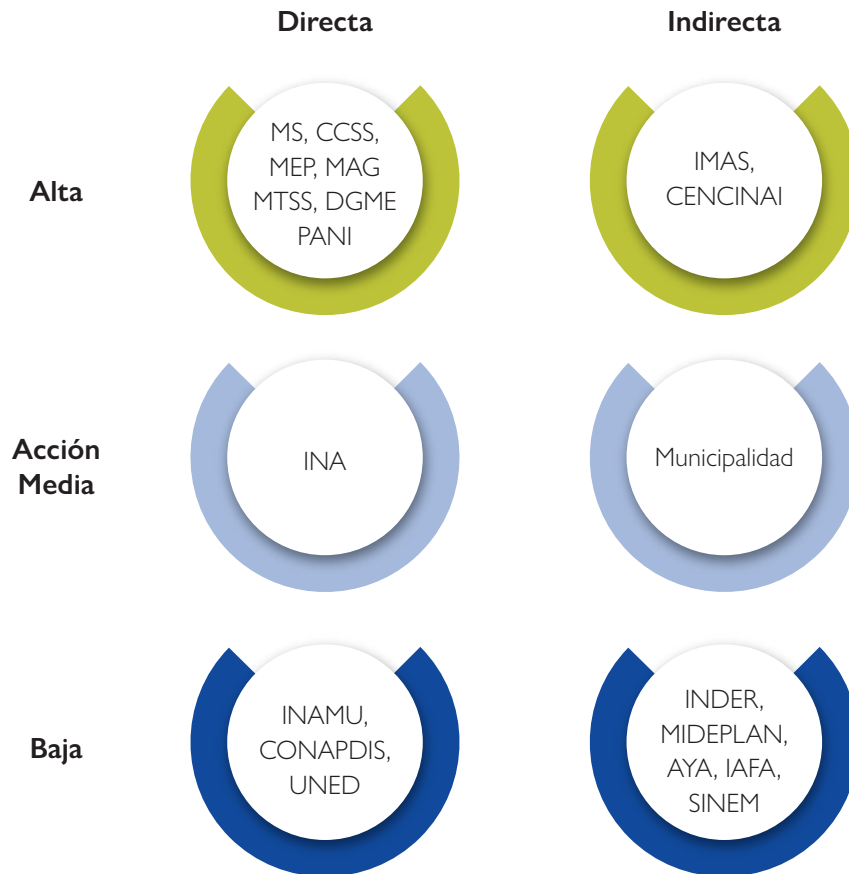 Directa
Indirecta
Alta
MS, CCSS,
MEP, MAG
MTSS, DGME
PANI
IMAS,
CENCINAI
Acción
Media
INA
Municipalidad
Baja
INAMU,
CONAPDIS,
UNED
INDER,
MIDEPLAN,
AYA, IAFA,
SINEM